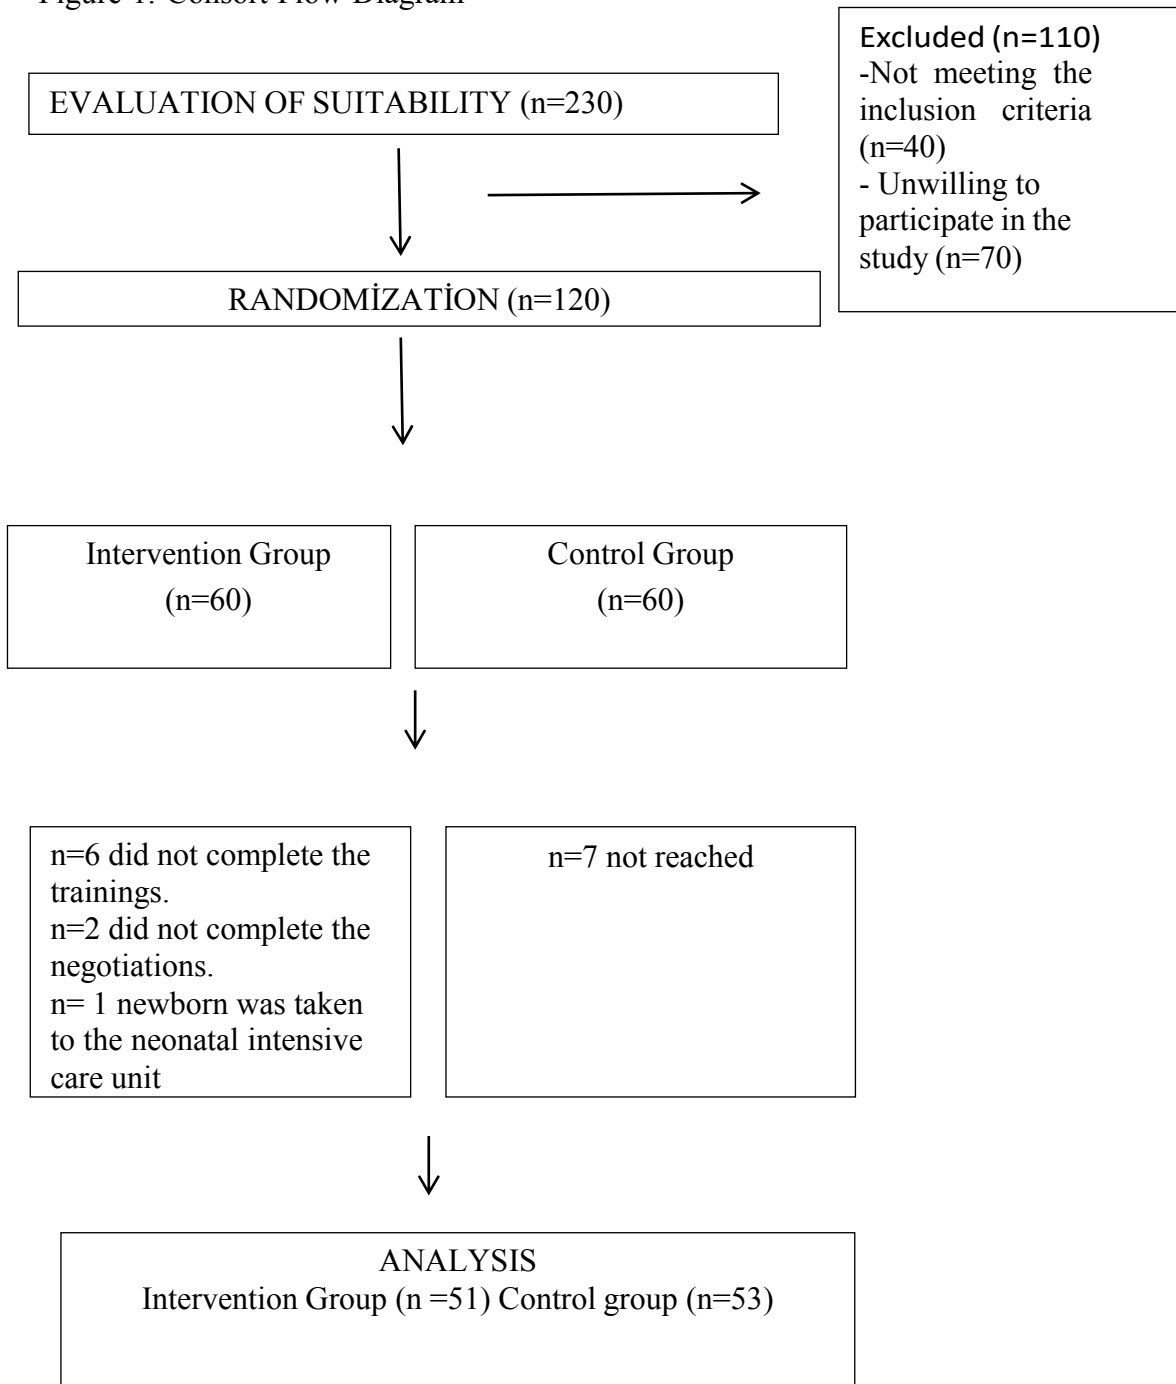 Figure 1. Consort Flow Diagram
EVALUATION OF SUITABILITY (n=230)
Excluded (n=110)
-Not meeting the
inclusion criteria
(n=40)
- Unwilling to
participate in the
study (n=70)
RANDOMİZATİON (n=120)
Intervention Group
(n=60)
Control Group
(n=60)
n=6 did not complete the
trainings.
n=2 did not complete the
negotiations.
n= 1 newborn was taken
to the neonatal intensive
care unit
n=7 not reached
ANALYSIS
Intervention Group (n =51) Control group (n=53)